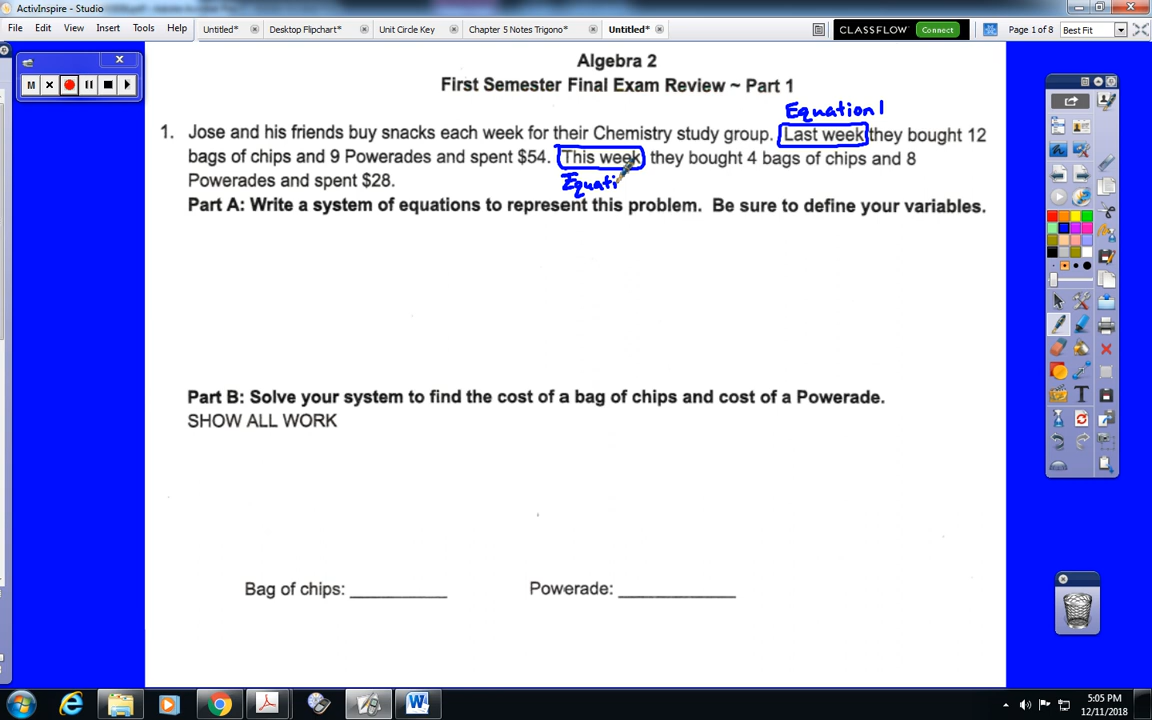 ActivInspire - Studio
File Edit View Insert Tools Help
Untitled* Desktop Flipchart* Unit Circle Key Chapter 5 Notes Trigono* Untitled*
CLASSFLOW Connect
Page 1 of 8 Best Fit
M
Algebra 2
First Semester Final Exam Review ~ Part 1
Equation 1
1. Jose and his friends buy snacks each week for their Chemistry study group. Last week they bought 12
bags of chips and 9 Powerades and spent $54. This week they bought 4 bags of chips and 8
Powerades and spent $28.
Equati
Part A: Write a system of equations to represent this problem. Be sure to define your variables.
Part B: Solve your system to find the cost of a bag of chips and cost of a Powerade.
SHOW ALL WORK
Bag of chips: __________ Powerade: ____________
5:05 PM
12/11/2018